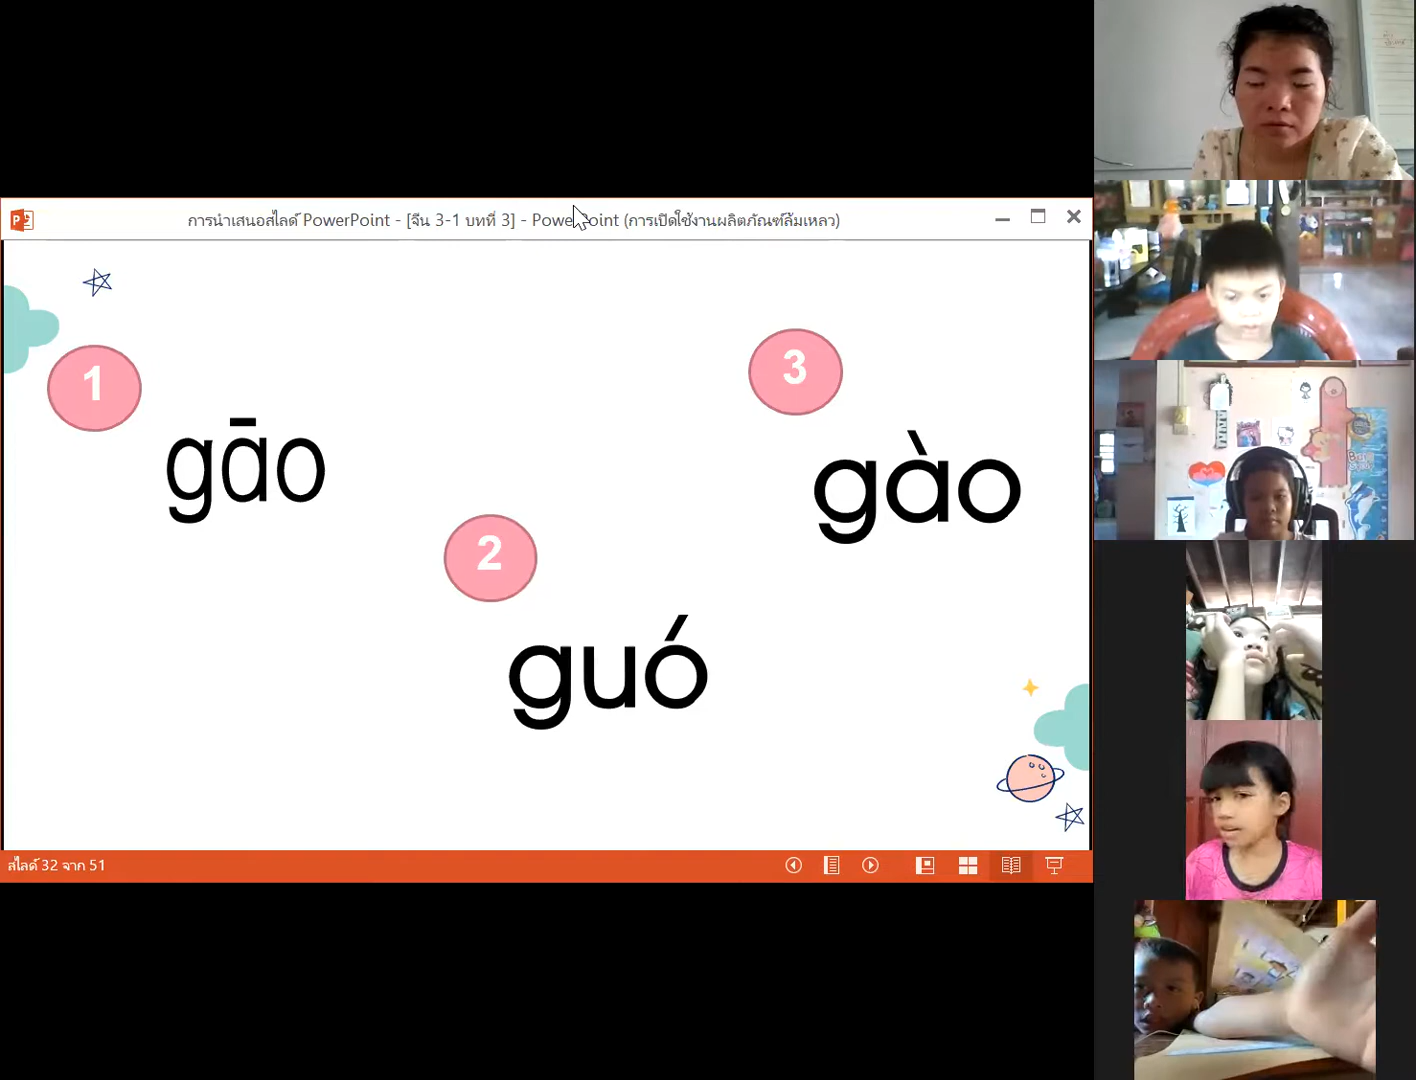 การนำเสนอสไลด์ PowerPoint - [จีน 3-1 บทที่ 3] - PowerPoint (การเปิดใช้งานผลิตภัณฑ์ล้มเหลว)
1
gāo
2
guó
3
gào
สไลด์ 32 จาก 51